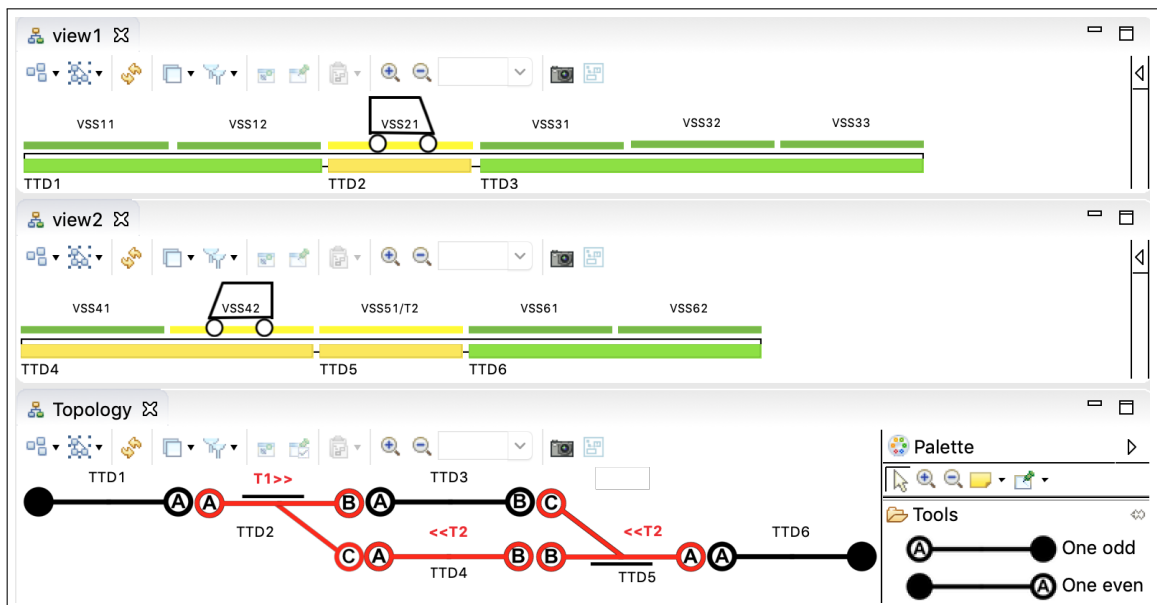 view1
VSS11 VSS12 VSS21 VSS31 VSS32 VSS33
TTD1 TTD2 TTD3
view2
VSS41 VSS42 VSS51/T2 VSS61 VSS62
TTD4 TTD5 TTD6
Topology
Palette
TTD1 T1>> TTD3
A A B A B C
Tools
TTD2 <<T2 <<T2 TTD6
C A B B A A
TTD4 TTD5
A One odd
A One even